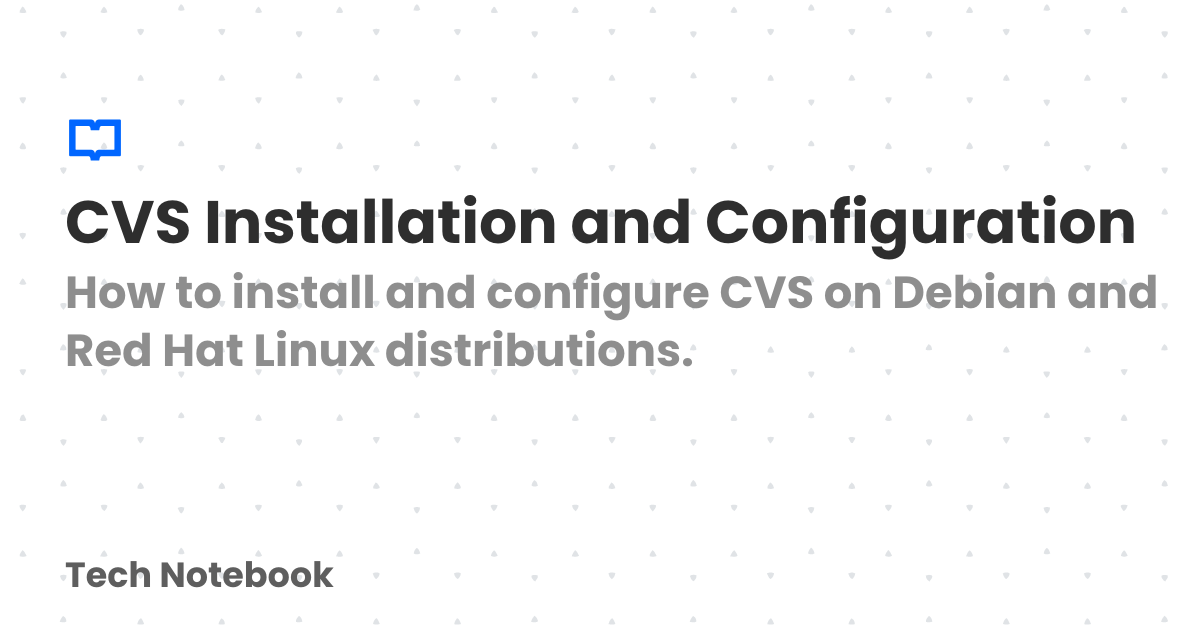 CVS Installation and Configuration
How to install and configure CVS on Debian and
Red Hat Linux distributions.
Tech Notebook